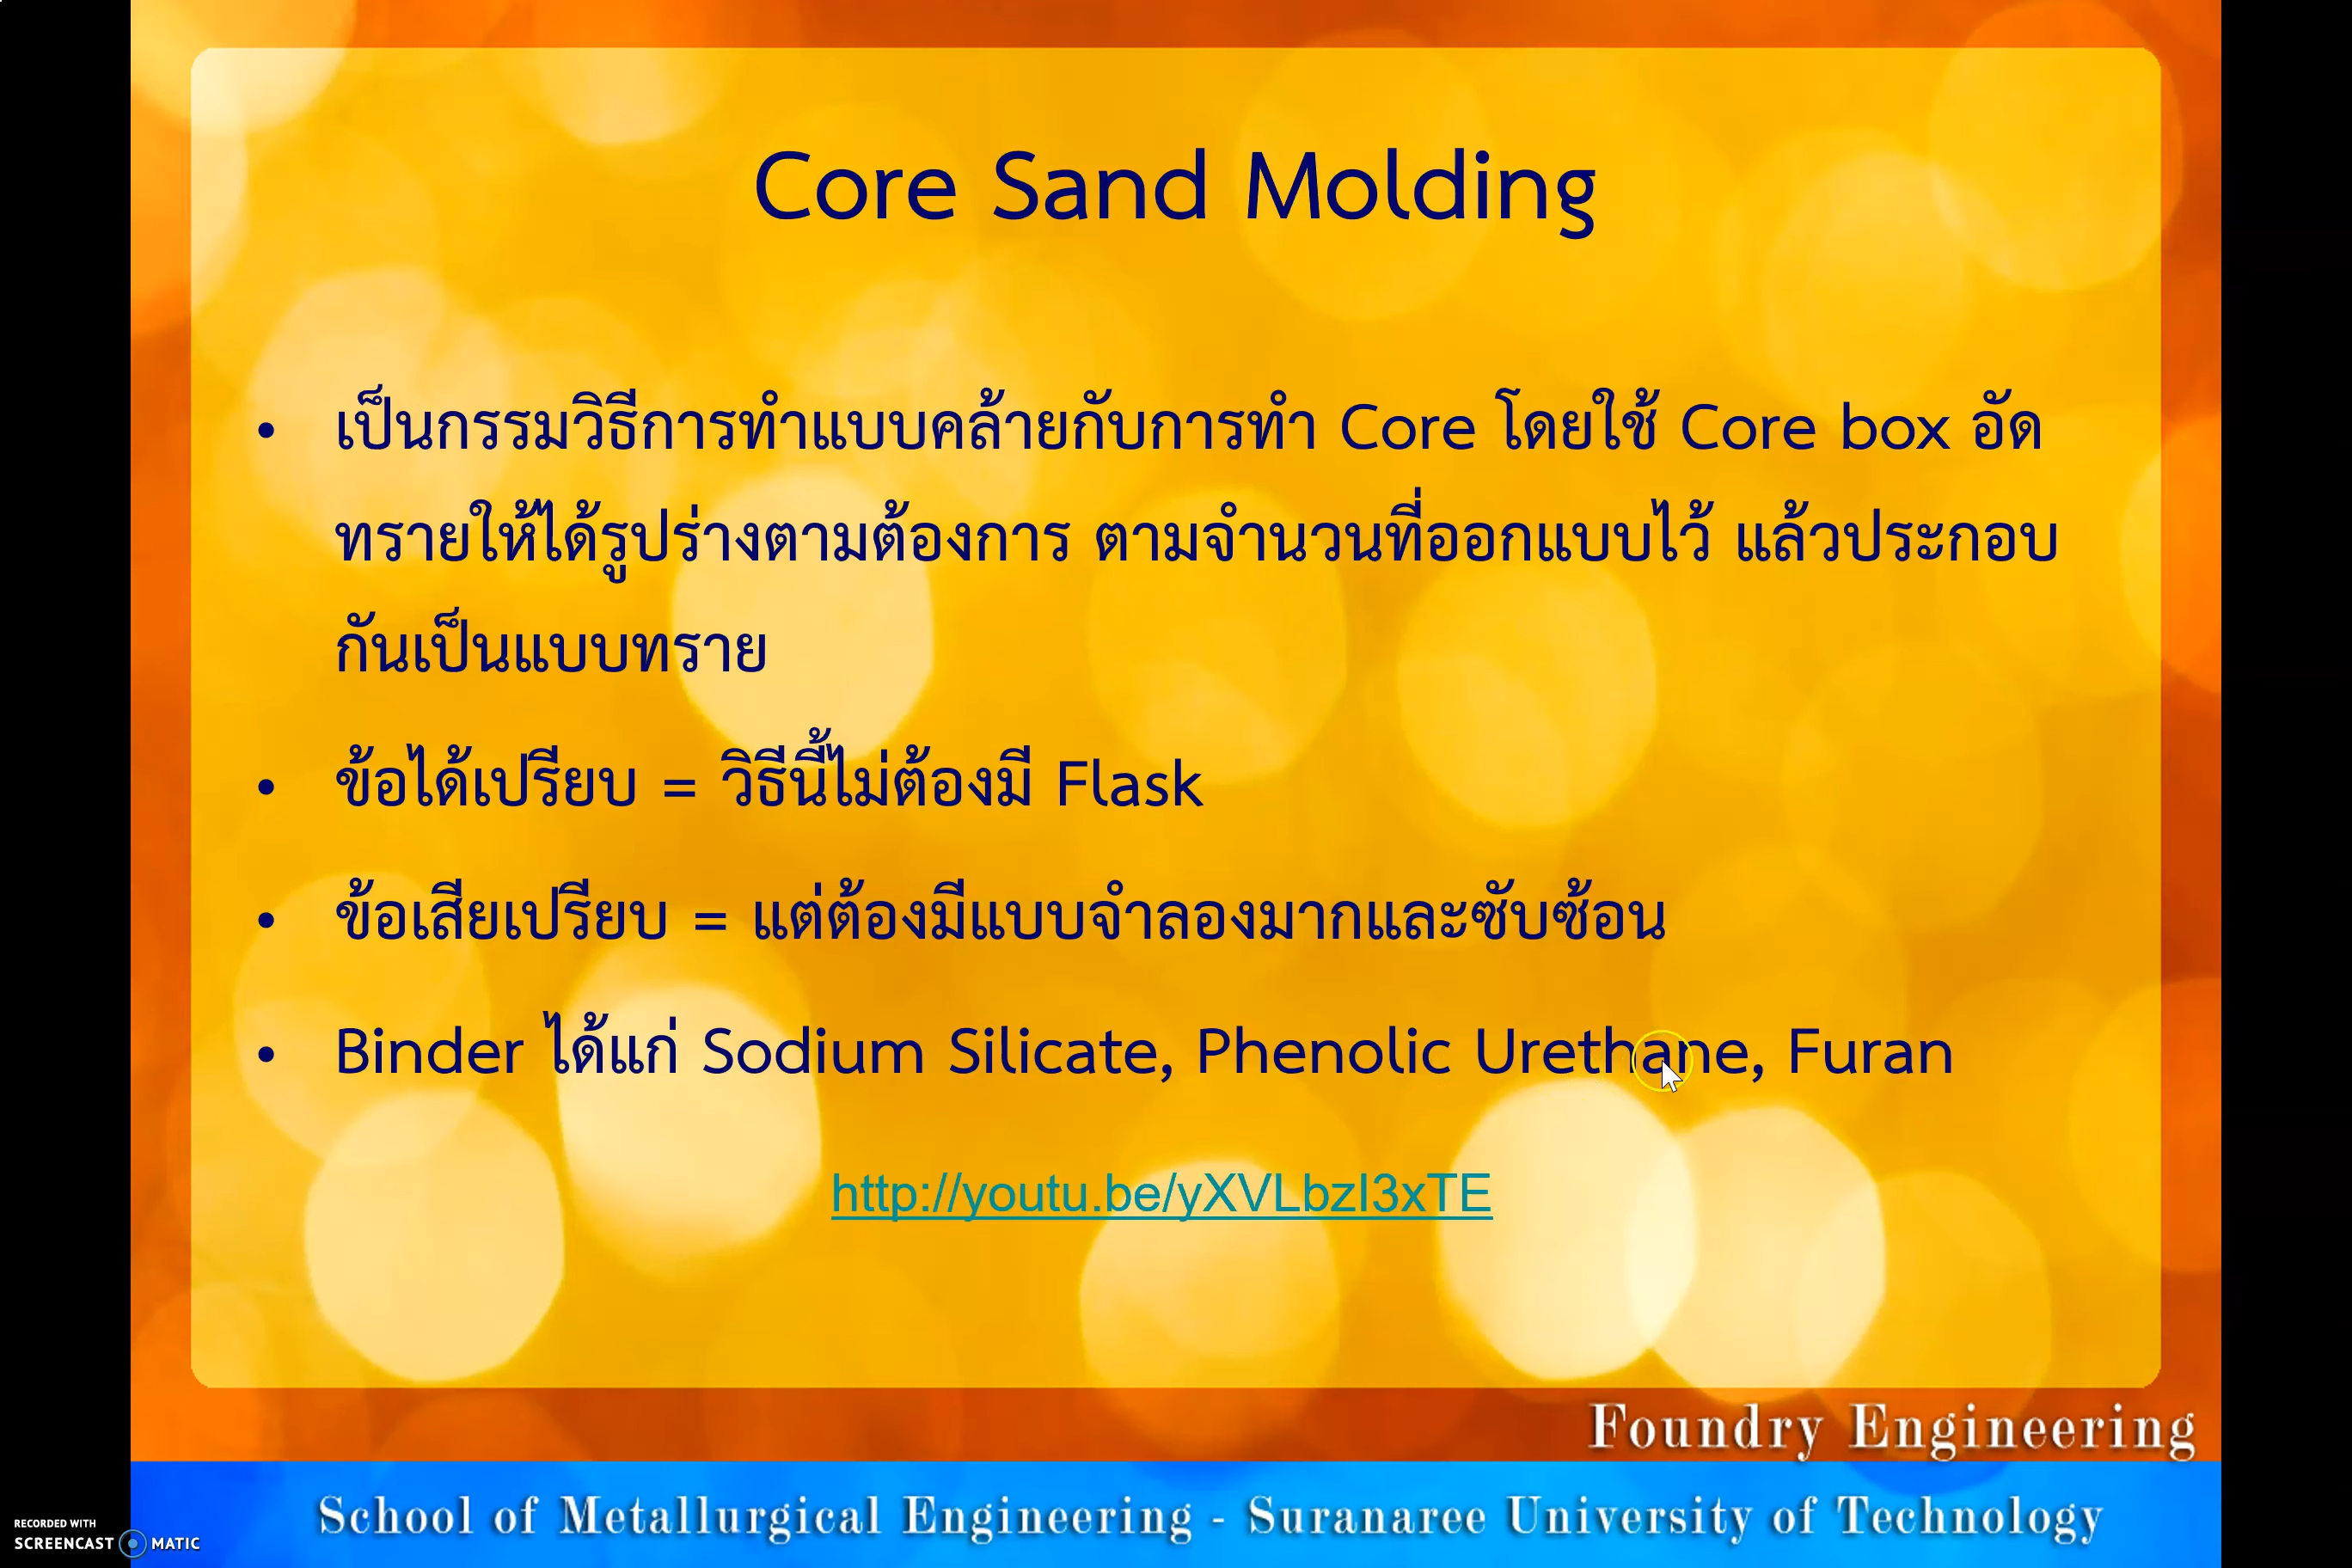 Core Sand Molding
• เป็นกรรมวิธีการทำแบบคล้ายกับการทำ Core โดยใช้ Core box อัด
ทรายให้ได้รูปร่างตามต้องการ ตามจำนวนที่ออกแบบไว้ แล้วประกอบ
กันเป็นแบบทราย
• ข้อได้เปรียบ = วิธีนี้ไม่ต้องมี Flask
• ข้อเสียเปรียบ = แต่ต้องมีแบบจำลองมากและซับซ้อน
• Binder ได้แก่ Sodium Silicate, Phenolic Urethane, Furan
http://youtu.be/yXVLbzI3xTE
Foundry Engineering
School of Metallurgical Engineering - Suranaree University of Technology
RECORDED WITH
SCREENCAST MATIC